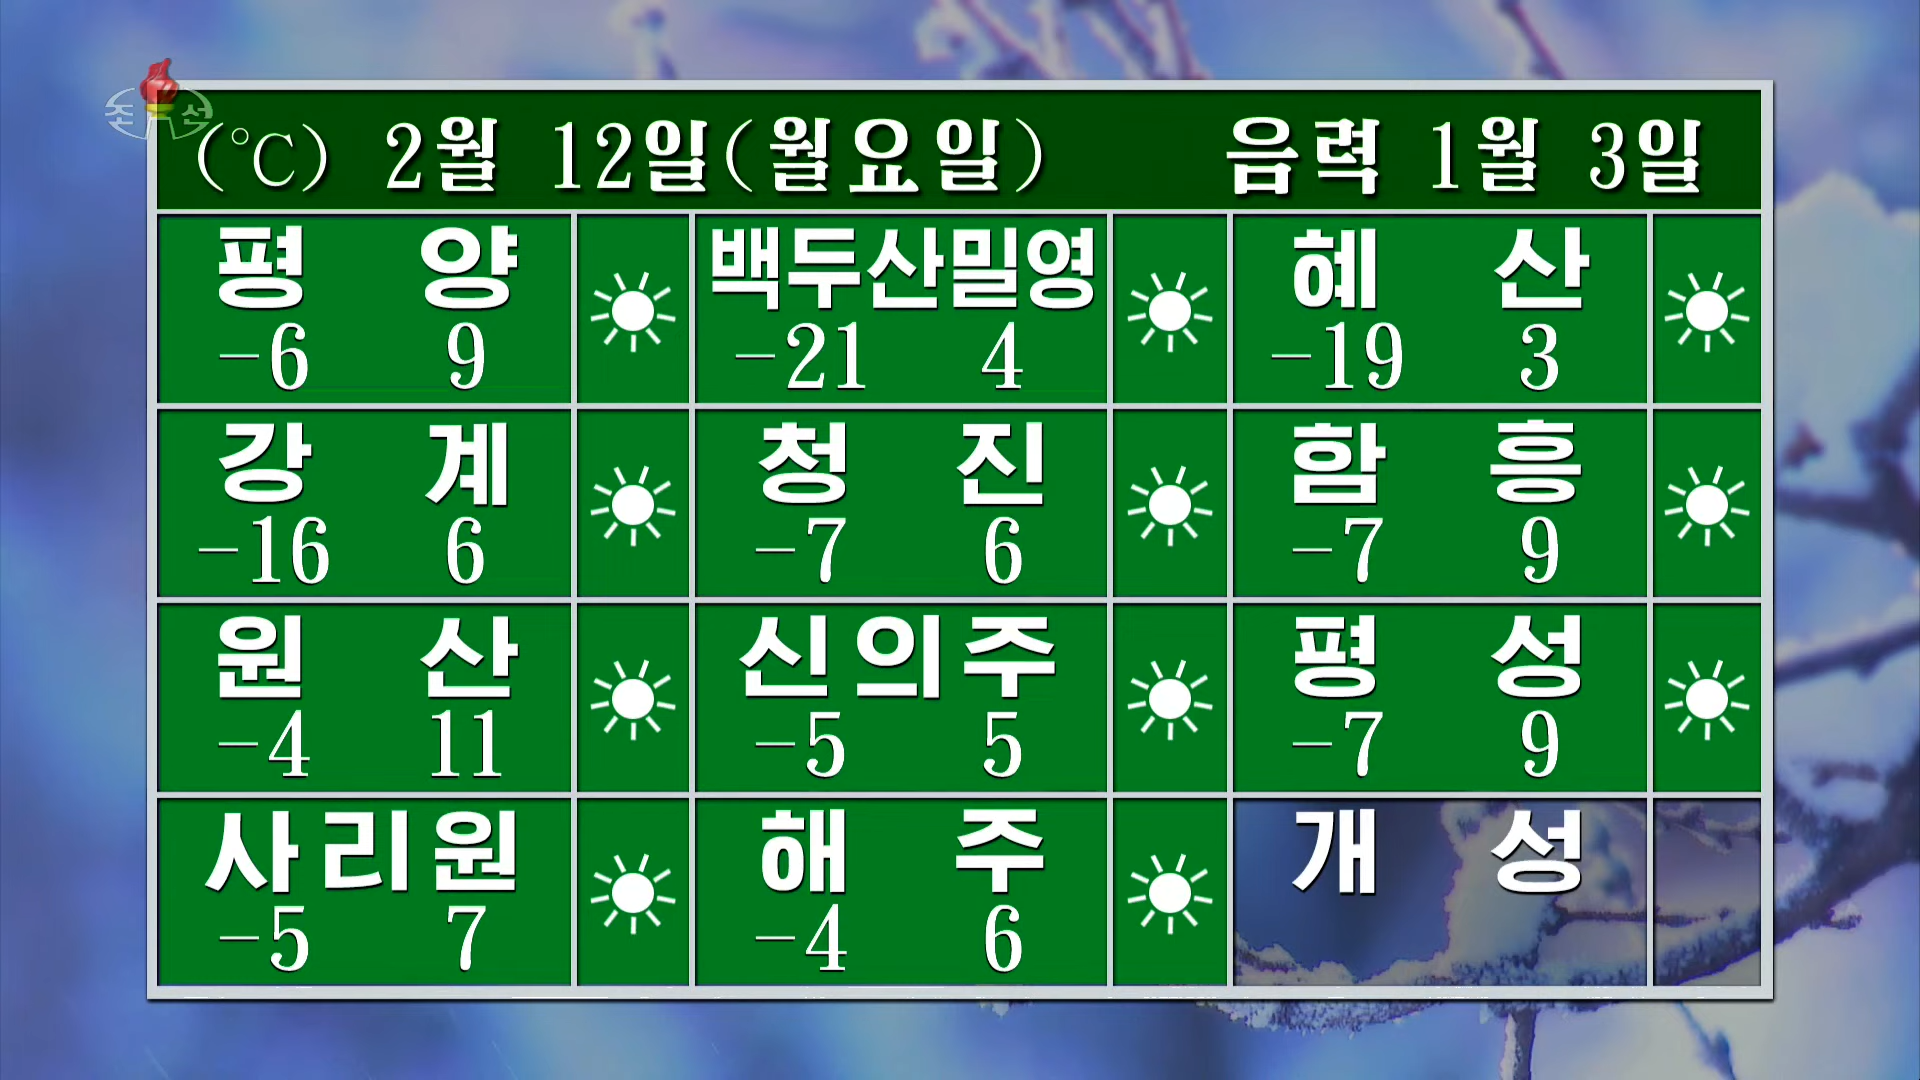 조선
(℃) 2월 12일(월요일) 음력 1월 3일
평양 백두산밀영 혜산
-6 9 -21 4 -19 3
강계 청진 함흥
-16 6 -7 6 -7 9
원산 신의주 평성
-4 11 -5 5 -7 9
사리원 해주 개성
-5 7 -4 6